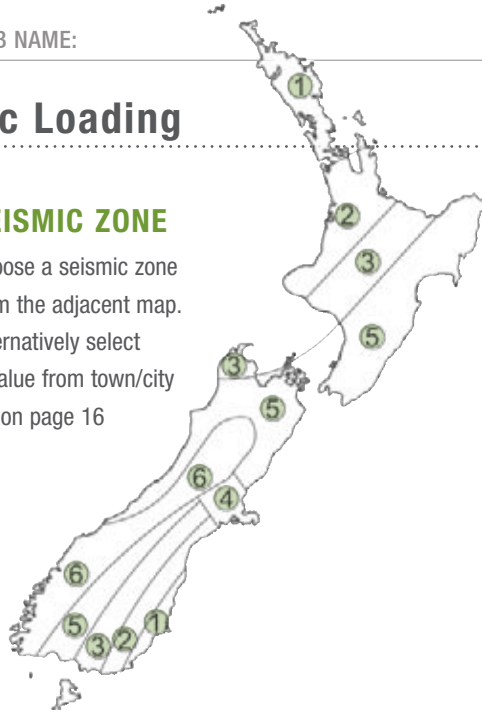 B NAME:
c Loading
EISMIC ZONE
oose a seismic zone
m the adjacent map.
ernatively select
alue from town/city
on page 16
1
2
3
5
3
5
6
4
6
5
3
2
1